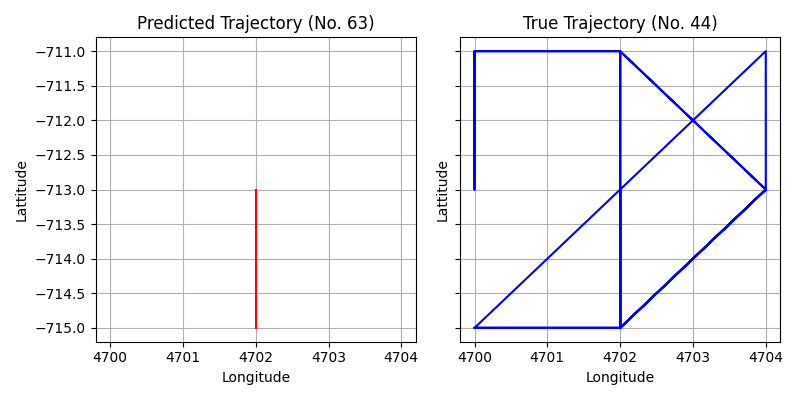 Predicted Trajectory (No. 63)
−711.0
−711.5
−712.0
−712.5
−713.0
−713.5
−714.0
−714.5
−715.0
Lattitude
4700 4701 4702 4703 4704
Longitude
True Trajectory (No. 44)
Lattitude
4700 4701 4702 4703 4704
Longitude